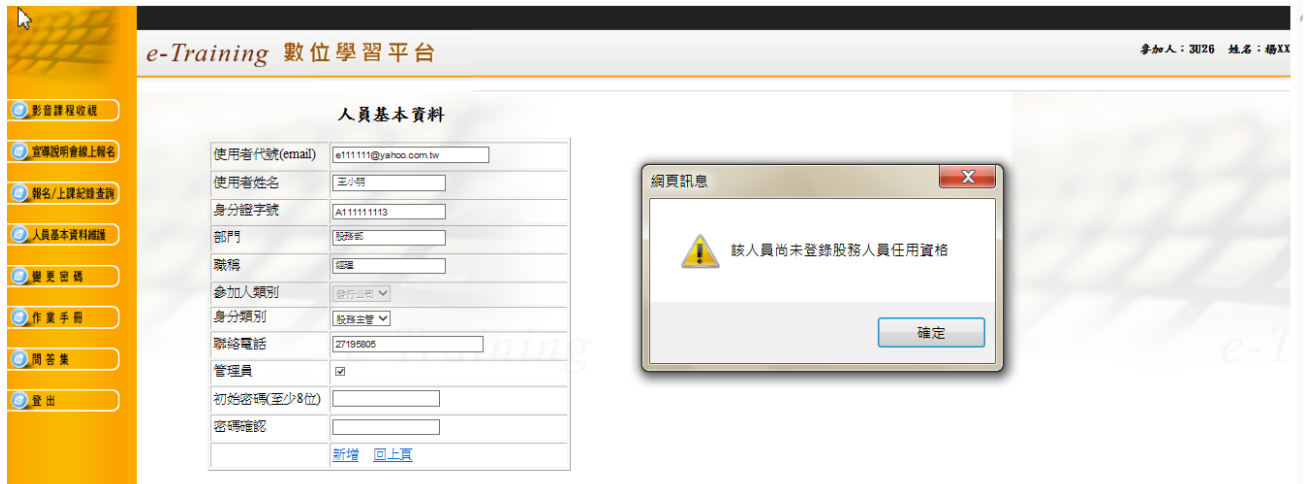 e-Training 數位學習平台
參加人：3U26 姓名：楊XX
影音課程收視
宣導說明會線上報名
報名/上課紀錄查詢
人員基本資料維護
變更密碼
作業手冊
問答集
登出
人員基本資料
使用者代號(email) e111111@yahoo.com.tw
使用者姓名 王小明
身分證字號 A111111113
部門 股務部
職稱 經理
參加人類別 發行公司
身分類別 股務主管
聯絡電話 27195805
管理員
初始密碼(至少8位)
密碼確認
新增 回上頁
網頁訊息
X
該人員尚未登錄股務人員任用資格
確定
e-Training
e-T